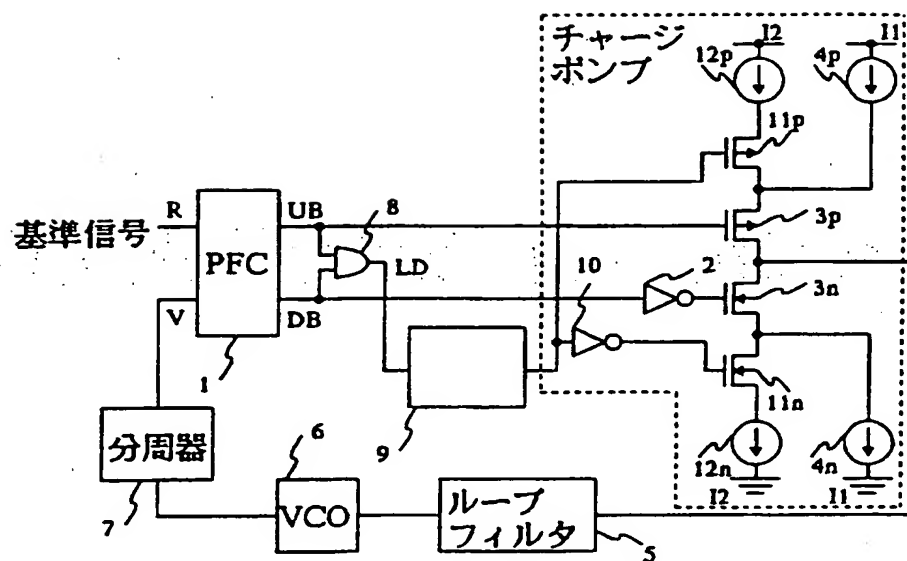 チャージ
ポンプ
I2
I1
12p
4p
11p
基準信号
R
PFC
UB
8
3p
LD
10
2
3n
V
DB
1
9
11n
分周器
7
6
VCO
ループ
フィルタ
5
12n
4n
I2
I1